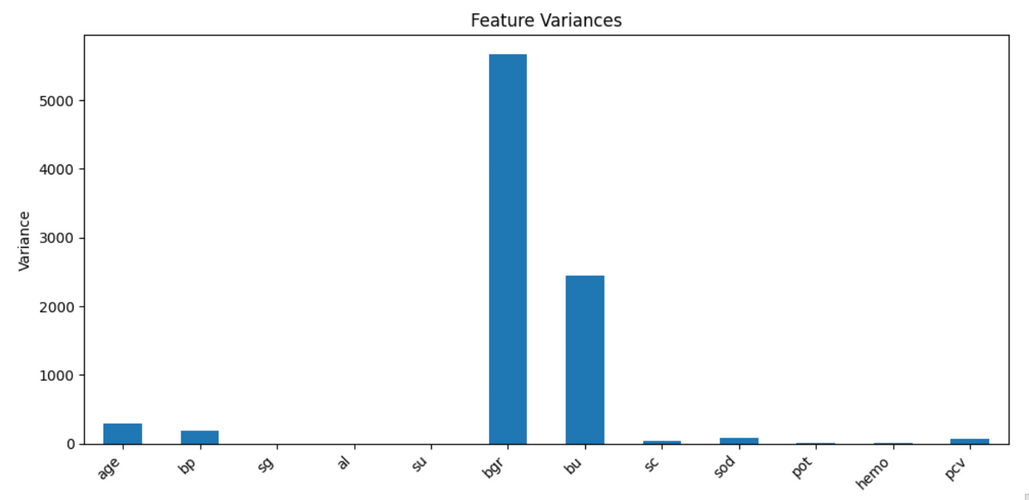 Feature Variances
Variance
5000
4000
3000
2000
1000
0
age bp sg al su bgr bu sc sod pot hemo pcv